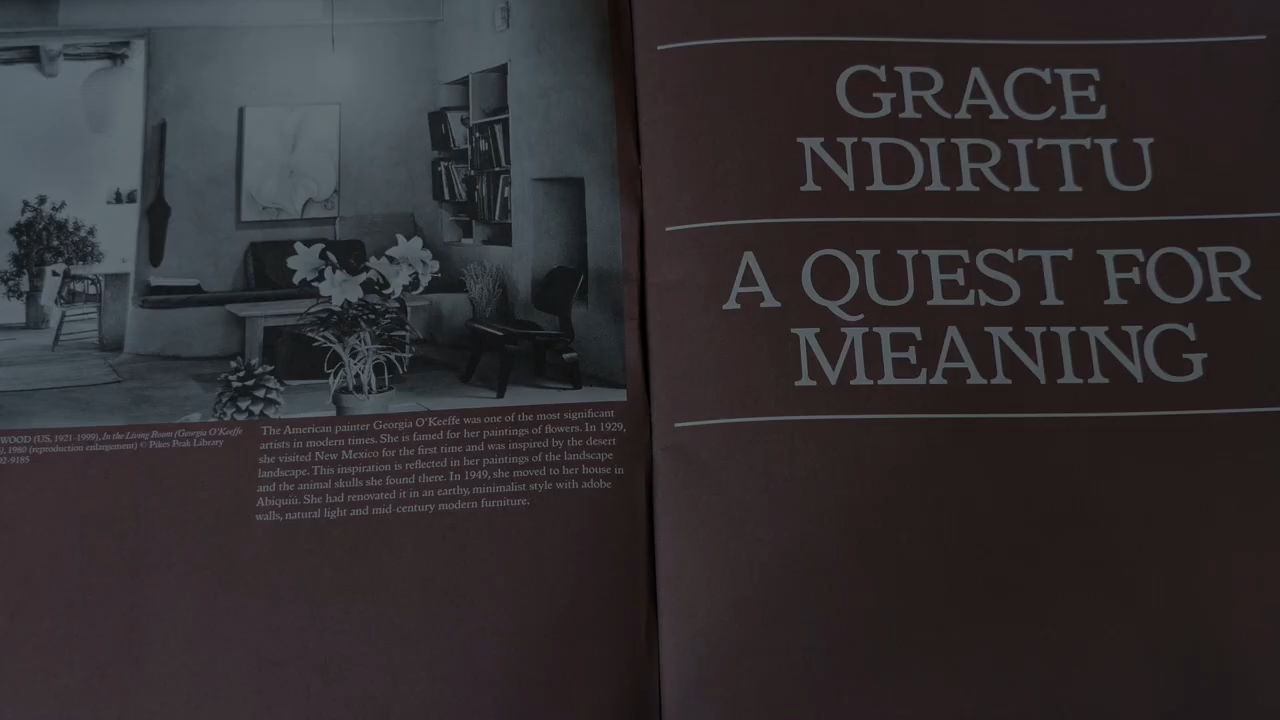 WOOD (US, 1921-1999), In the Living Room (Georgia O'Keeffe
1980 (reproduction enlargement) © Pikes Peak Library
92-9185
The American painter Georgia O'Keeffe was one of the most significant
artists in modern times. She is famed for her paintings of flowers. In 1929,
she visited New Mexico for the first time and was inspired by the desert
landscape. This inspiration is reflected in her paintings of the landscape
and the animal skulls she found there. In 1949, she moved to her house in
Abiquiú. She had renovated it in an earthy, minimalist style with adobe
walls, natural light and mid-century modern furniture.
GRACE
NDIRITU
A QUEST FOR
MEANING